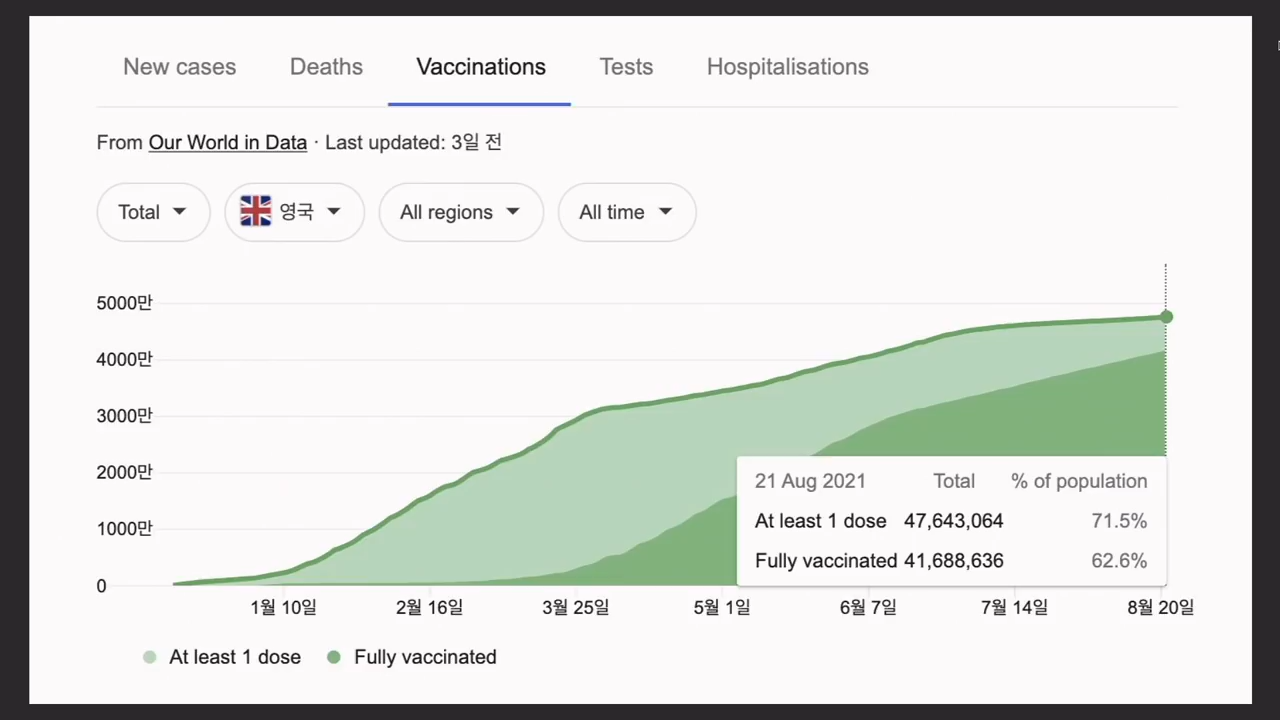 New cases Deaths Vaccinations Tests Hospitalisations
From Our World in Data · Last updated: 3일 전
Total 영국 All regions All time
5000만
4000만
3000만
2000만
1000만
0
21 Aug 2021 Total % of population
At least 1 dose 47,643,064 71.5%
Fully vaccinated 41,688,636 62.6%
1월 10일 2월 16일 3월 25일 5월 1일 6월 7일 7월 14일 8월 20일
At least 1 dose Fully vaccinated